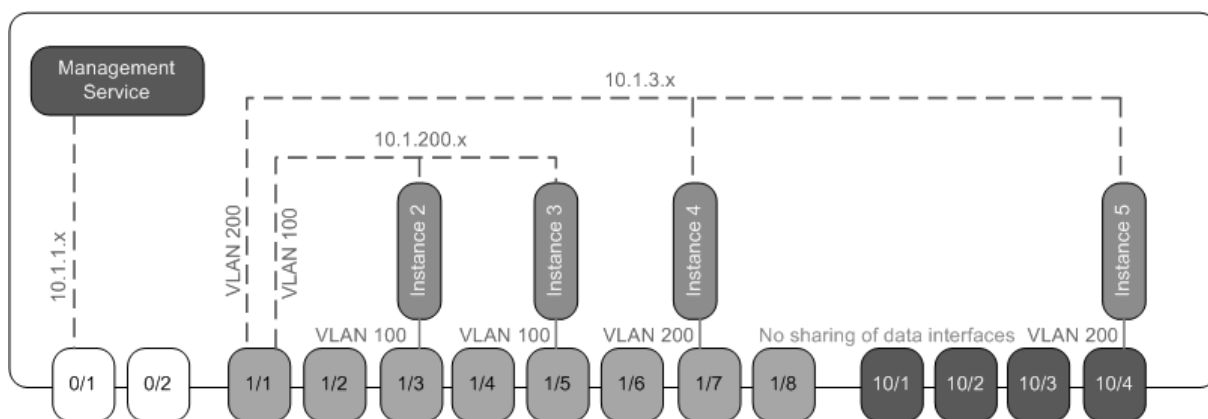 Management
Service
10.1.3.x
10.1.200.x
10.1.1.x
VLAN 200
VLAN 100
Instance 2
Instance 3
Instance 4
Instance 5
VLAN 100
VLAN 100
VLAN 200
No sharing of data interfaces
VLAN 200
0/1
0/2
1/1
1/2
1/3
1/4
1/5
1/6
1/7
1/8
10/1
10/2
10/3
10/4